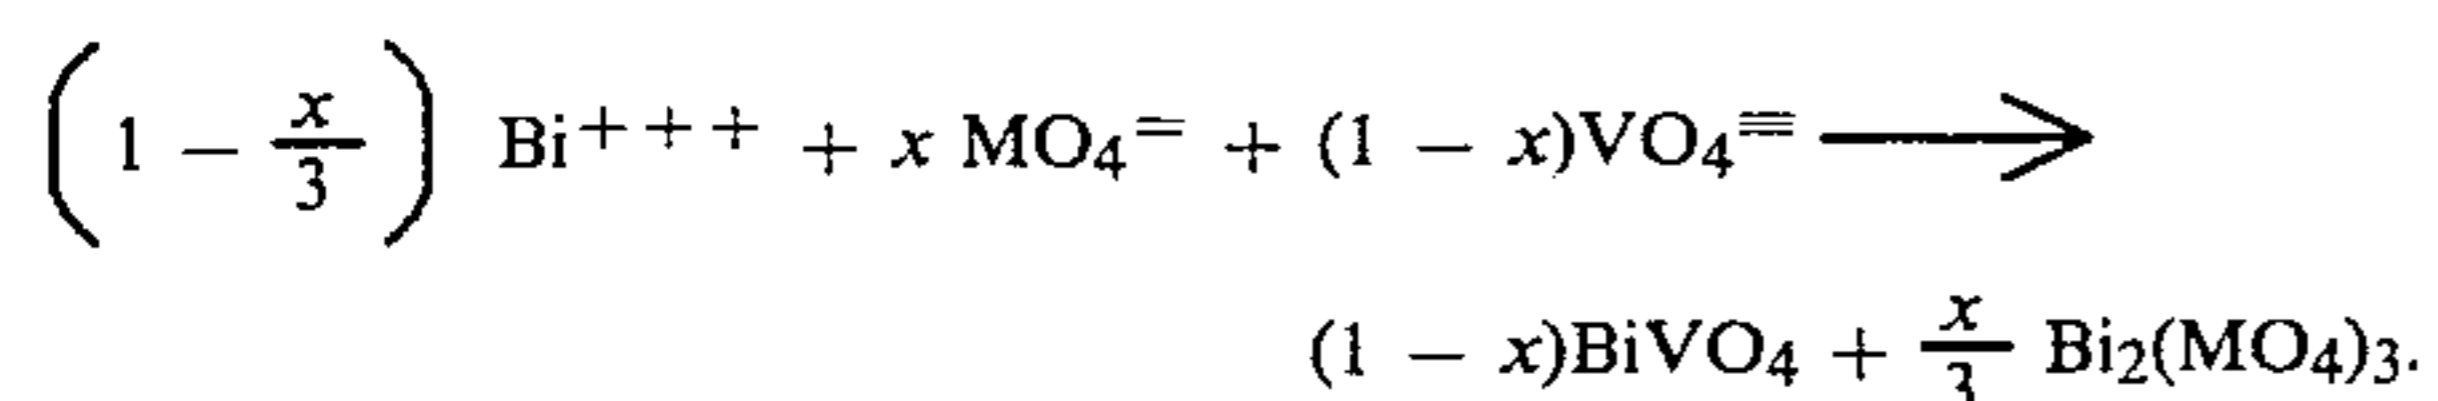 (1 − x/3) Bi⁺⁺⁺ + x MO₄⁼ + (1 − x)VO₄≡ ⟶
(1 − x)BiVO₄ + x/3 Bi₂(MO₄)₃.